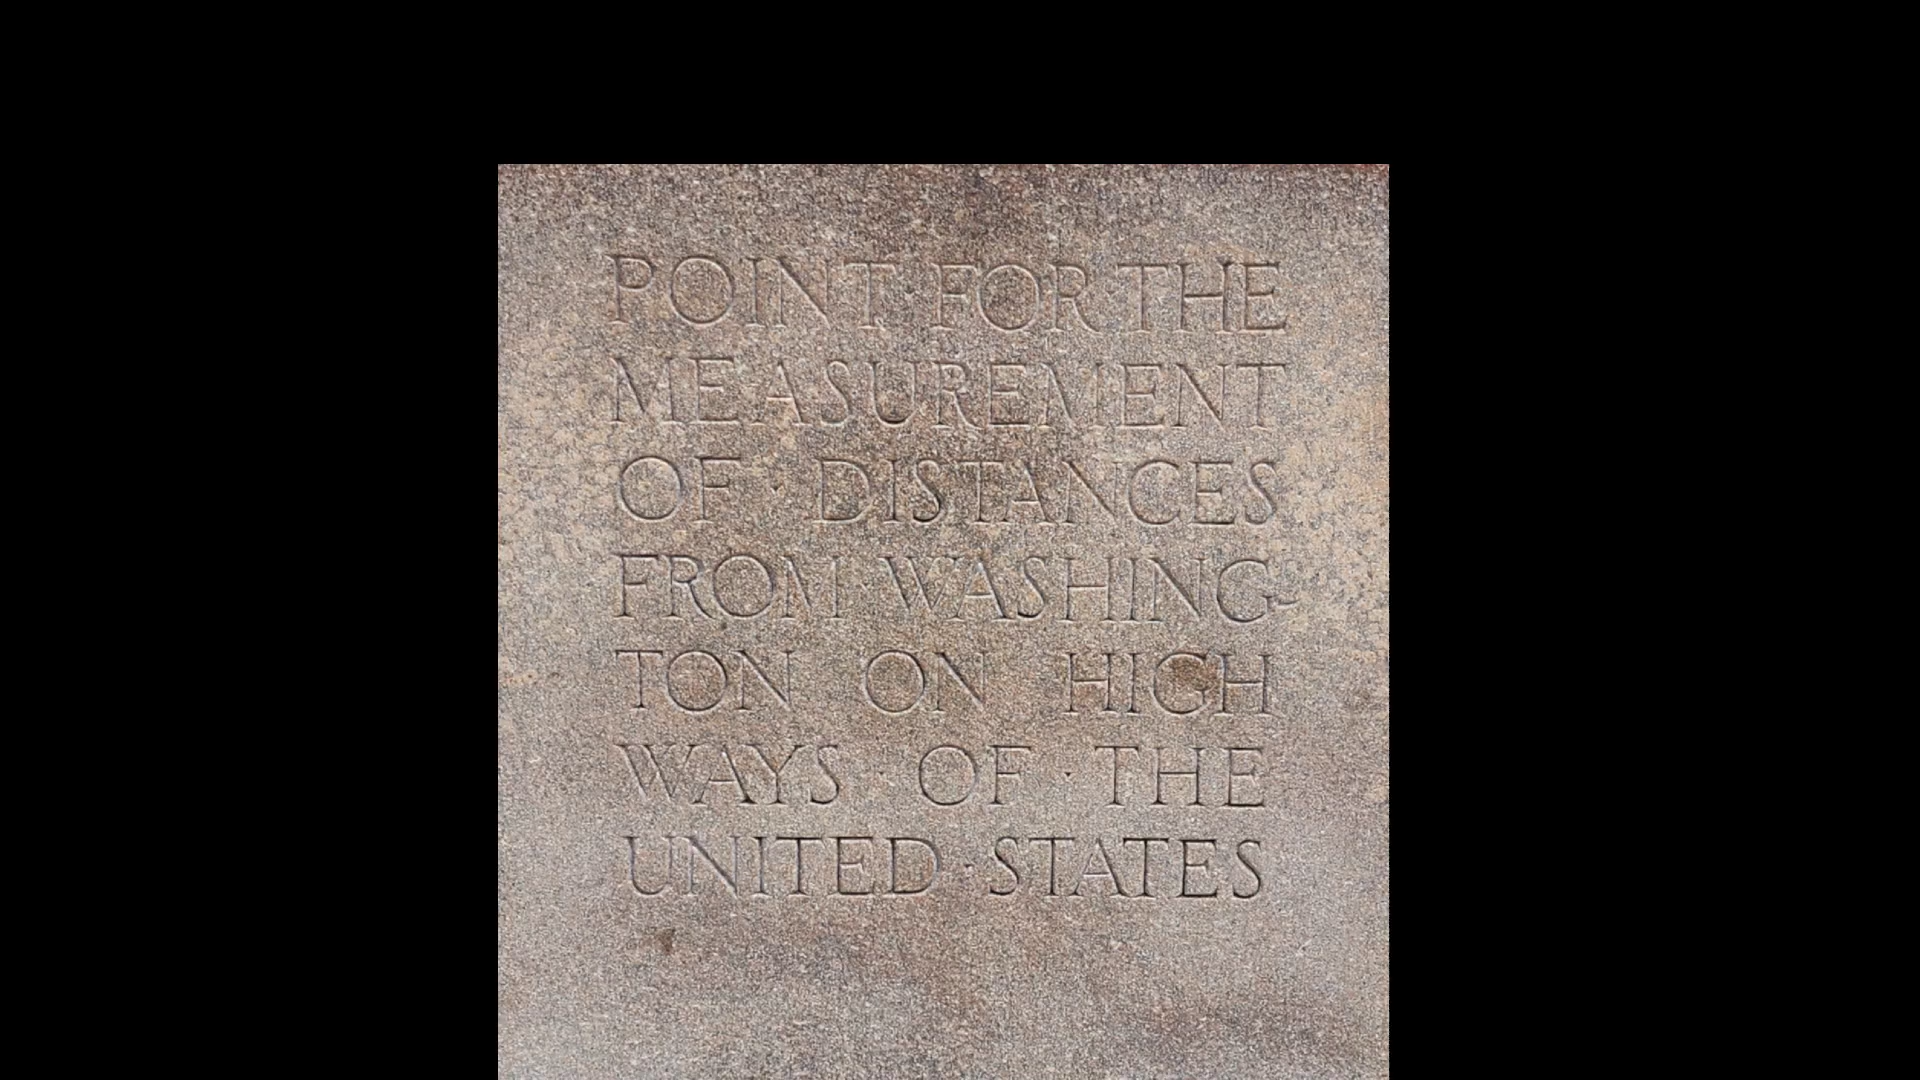 POINT·FOR·THE
MEASUREMENT
OF · DISTANCES
FROM·WASHING-
TON ON HIGH
WAYS · OF · THE
UNITED·STATES